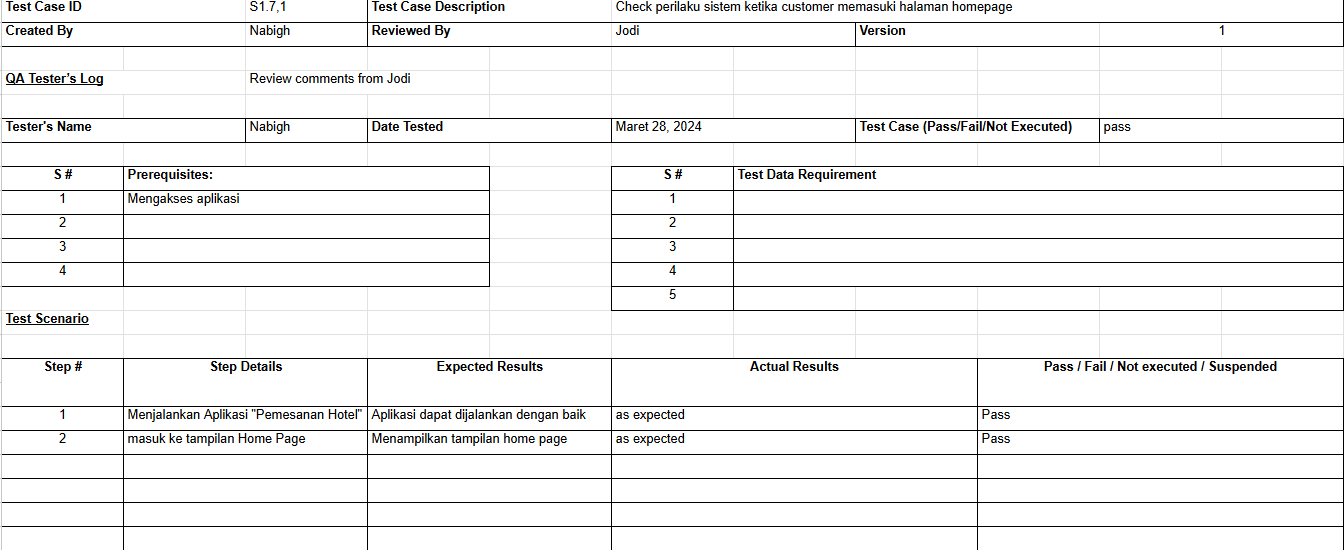 Test Case ID S1.7,1 Test Case Description Check perilaku sistem ketika customer memasuki halaman homepage
Created By Nabigh Reviewed By Jodi Version 1
QA Tester's Log Review comments from Jodi
Tester's Name Nabigh Date Tested Maret 28, 2024 Test Case (Pass/Fail/Not Executed) pass
S # Prerequisites: S # Test Data Requirement
1 Mengakses aplikasi 1
2 2
3 3
4 4
5
Test Scenario
Step # Step Details Expected Results Actual Results Pass / Fail / Not executed / Suspended
1 Menjalankan Aplikasi "Pemesanan Hotel" Aplikasi dapat dijalankan dengan baik as expected Pass
2 masuk ke tampilan Home Page Menampilkan tampilan home page as expected Pass